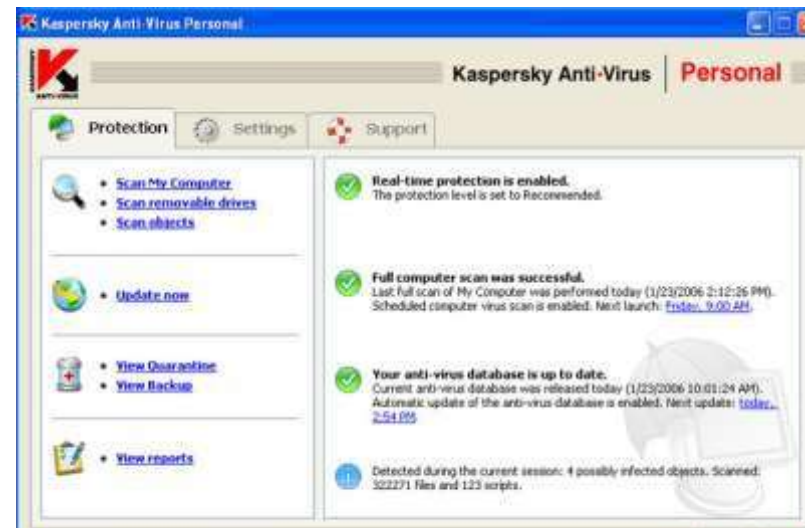 Kaspersky Anti-Virus Personal
Kaspersky Anti-Virus Personal
KASPERSKY
ANTI-VIRUS
Protection Settings Support
Scan My Computer
Scan removable drives
Scan objects
Update now
View Quarantine
View Backup
View reports
Real-time protection is enabled.
The protection level is set to Recommended.
Full computer scan was successful.
Last full scan of My Computer was performed today (1/23/2006 2:12:26 PM).
Scheduled computer virus scan is enabled. Next launch: Friday, 9:00 AM.
Your anti-virus database is up to date.
Current anti-virus database was released today (1/23/2006 10:01:24 AM).
Automatic update of the anti-virus database is enabled. Next update: today,
2:54 PM.
Detected during the current session: 4 possibly infected objects. Scanned:
322271 files and 123 scripts.